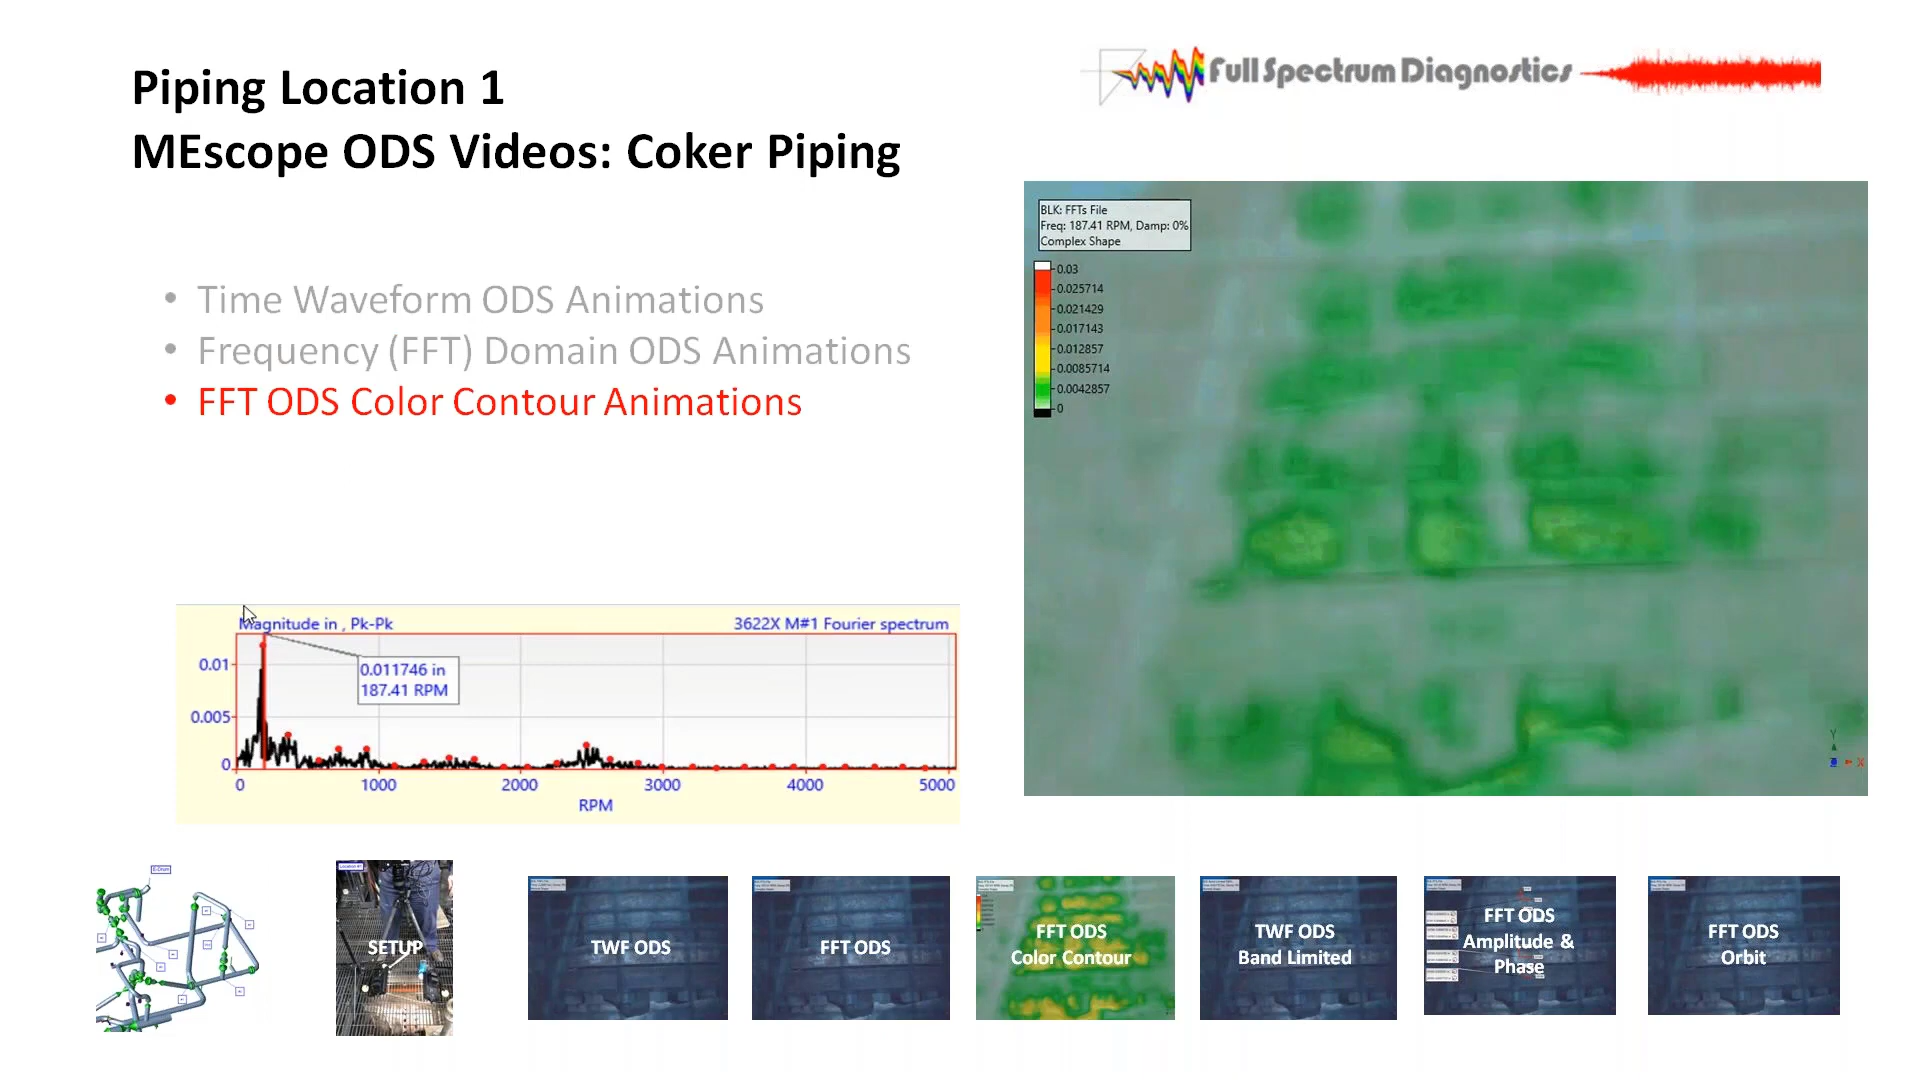 Piping Location 1
MEscope ODS Videos: Coker Piping
Full Spectrum Diagnostics
• Time Waveform ODS Animations
• Frequency (FFT) Domain ODS Animations
• FFT ODS Color Contour Animations
BLK: FFTs File
Freq: 187.41 RPM, Damp: 0%
Complex Shape
0.03
0.025714
0.021429
0.017143
0.012857
0.0085714
0.0042857
0
Y
X
Magnitude in , Pk-Pk
3622X M#1 Fourier spectrum
0.01
0.005
0
0.011746 in
187.41 RPM
0 1000 2000 3000 4000 5000
RPM
SETUP
TWF ODS
FFT ODS
FFT ODS
Color Contour
TWF ODS
Band Limited
FFT ODS
Amplitude &
Phase
FFT ODS
Orbit